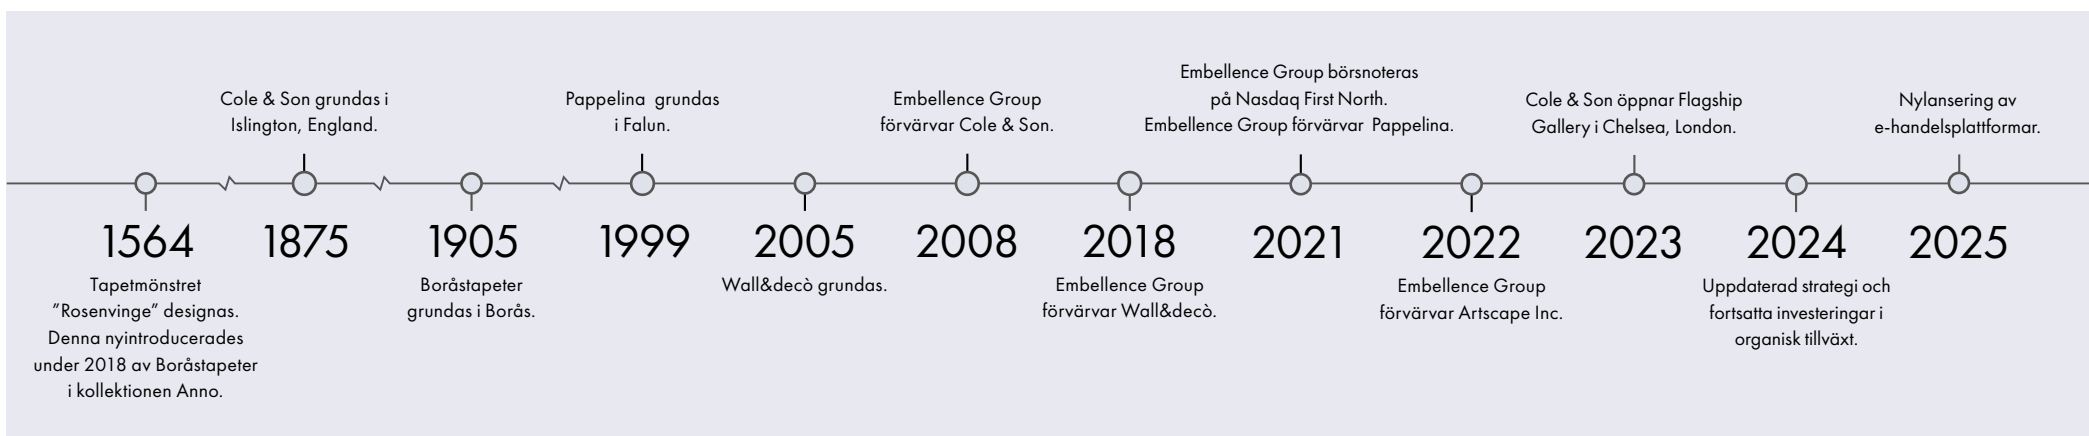 Cole & Son grundas i
Islington, England.
Pappelina grundas
i Falun.
Embellence Group
förvärvar Cole & Son.
Embellence Group börsnoteras
på Nasdaq First North.
Embellence Group förvärvar Pappelina.
Cole & Son öppnar Flagship
Gallery i Chelsea, London.
Nylansering av
e-handelsplattformar.
1564
1875
1905
1999
2005
2008
2018
2021
2022
2023
2024
2025
Tapetmönstret
”Rosenvinge” designas.
Denna nyintroducerades
under 2018 av Boråstapeter
i kollektionen Anno.
Boråstapeter
grundas i Borås.
Wall&decò grundas.
Embellence Group
förvärvar Wall&decò.
Embellence Group
förvärvar Artscape Inc.
Uppdaterad strategi och
fortsatta investeringar i
organisk tillväxt.